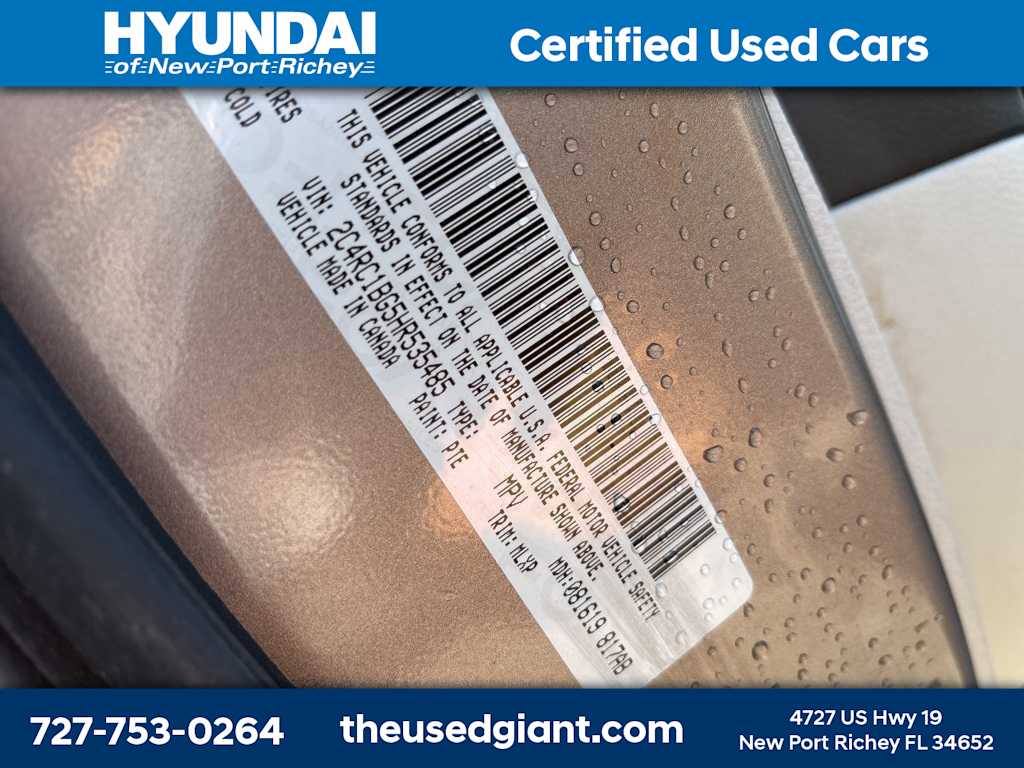 HYUNDAI
of New Port Richey
Certified Used Cars
TIRES
COLD
THIS VEHICLE CONFORMS TO ALL APPLICABLE U.S.A. FEDERAL MOTOR VEHICLE SAFETY
STANDARDS IN EFFECT ON THE DATE OF MANUFACTURE SHOWN ABOVE.
MDH:081619 817AB
VIN: 2C4RC1BG5HR535485 TYPE: MPV TRIM:MLXP
VEHICLE MADE IN CANADA PAINT: PTE
727-753-0264
theusedgiant.com
4727 US Hwy 19
New Port Richey FL 34652